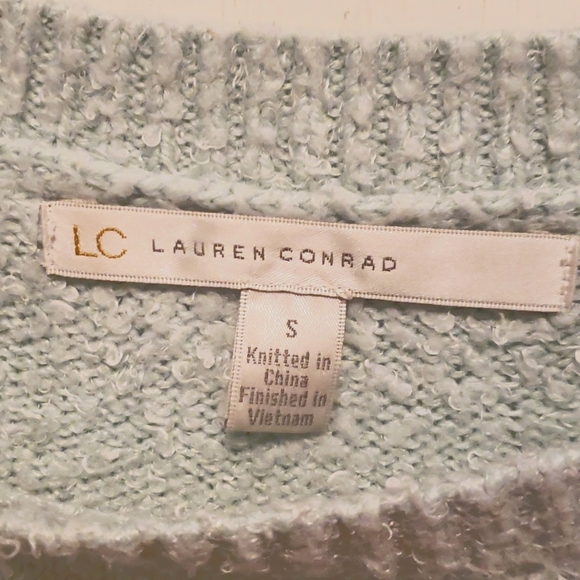 LC LAUREN CONRAD
S
Knitted in
China
Finished in
Vietnam